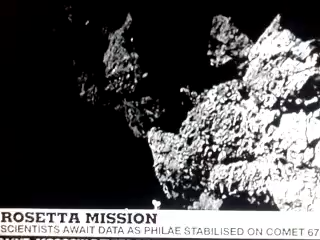 ROSETTA MISSION
SCIENTISTS AWAIT DATA AS PHILAE STABILISED ON COMET 67